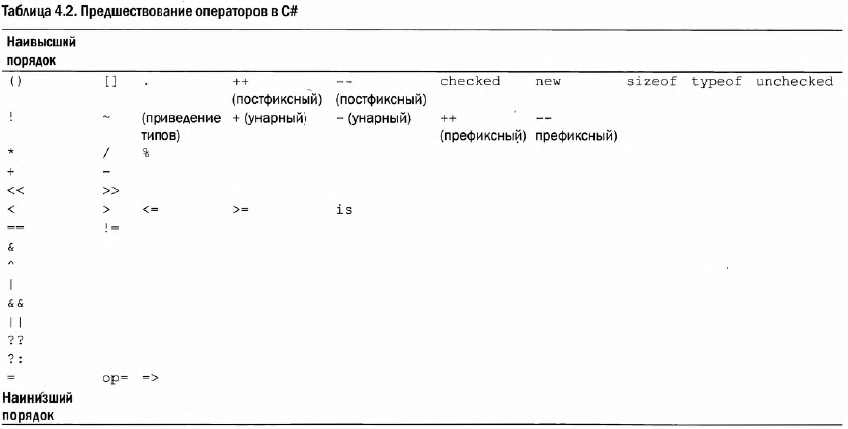 Таблица 4.2. Предшествование операторов в C#
Наивысший
порядок
() [] . ++ -- checked new sizeof typeof unchecked
(постфиксный) (постфиксный)
! ~ (приведение + (унарный) - (унарный) ++ --
типов) (префиксный) префиксный)
* / %
+ -
<< >>
< > <= >= is
== !=
&
^
|
&&
||
??
?:
= op= =>
Наинизший
порядок